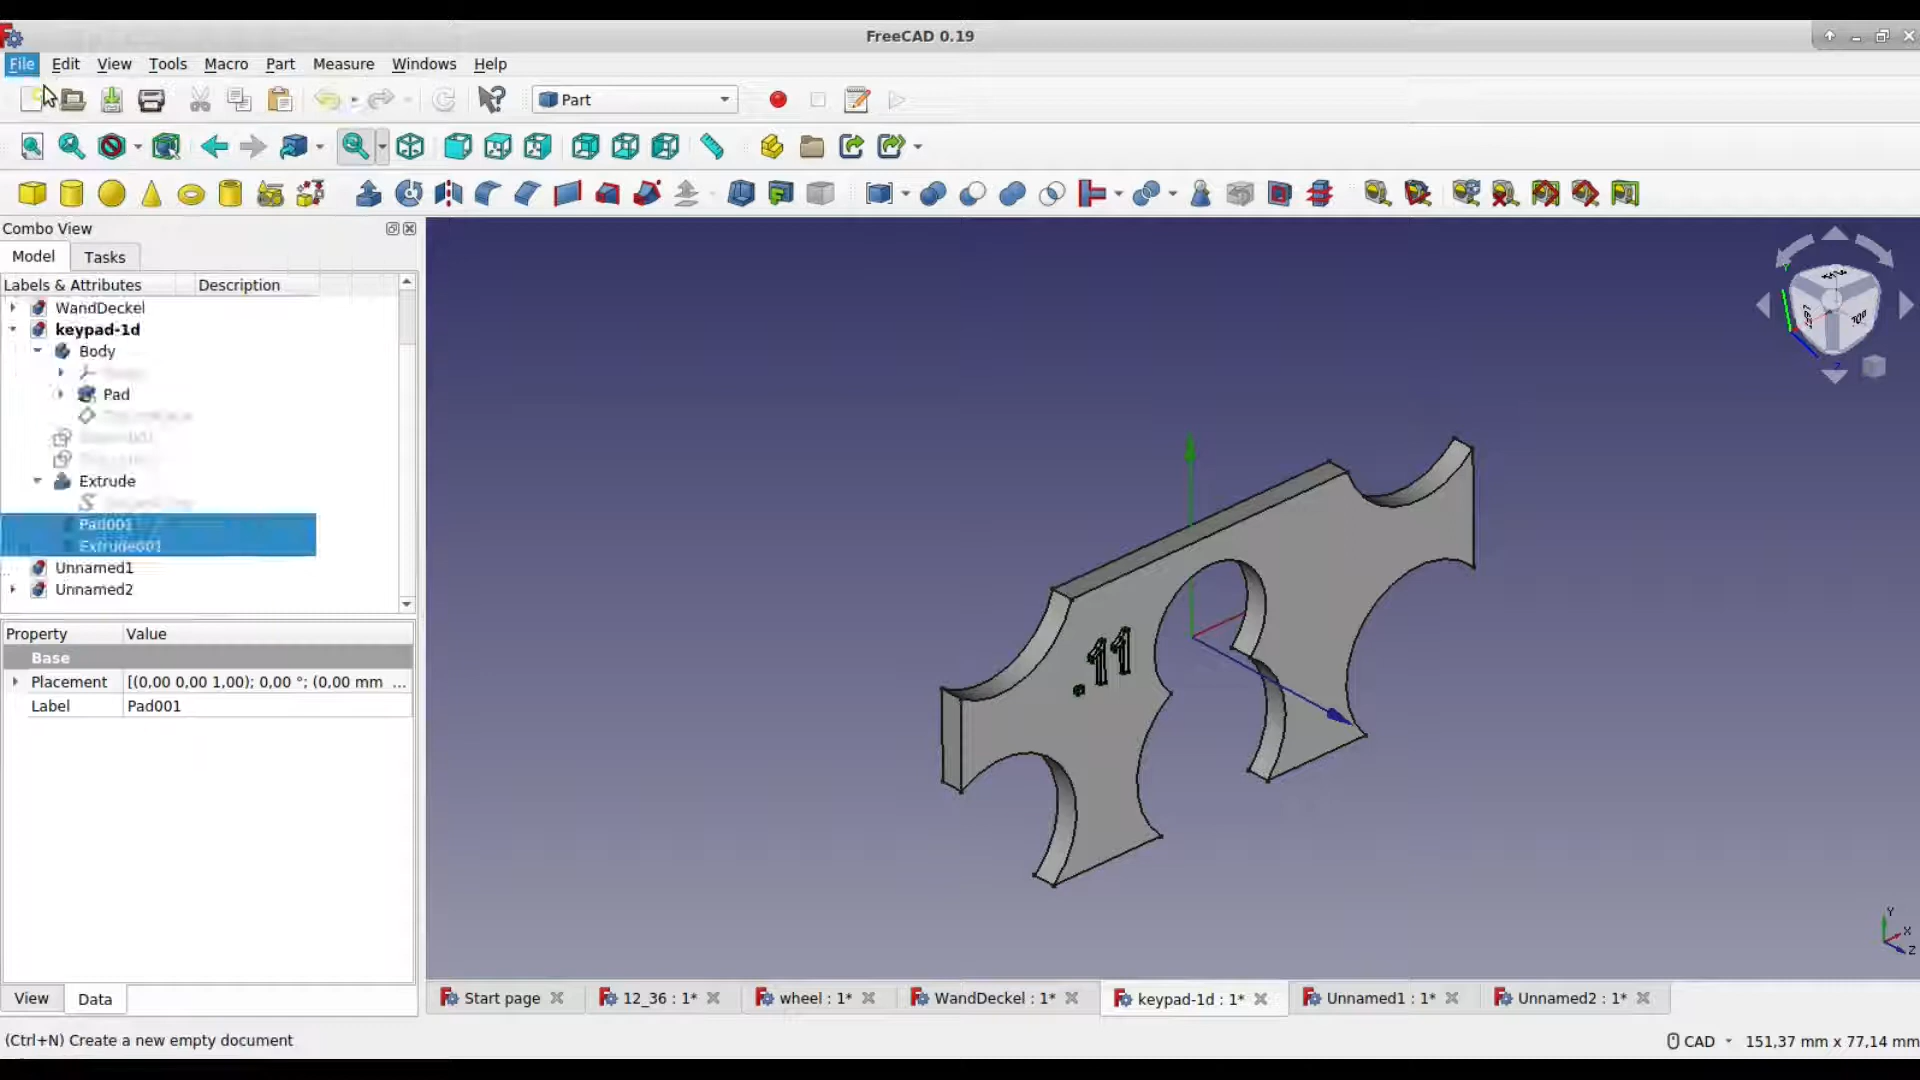 FreeCAD 0.19
File Edit View Tools Macro Part Measure Windows Help
Part
Combo View
Model Tasks
Labels & Attributes Description
WandDeckel
keypad-1d
Body
Pad
Extrude
Pad001
Extrude001
Unnamed1
Unnamed2
Property Value
Base
Placement [(0,00 0,00 1,00); 0,00 °; (0,00 mm ...
Label Pad001
View Data
.11
TOP
Y
X
Z
Start page 12_36 : 1* wheel : 1* WandDeckel : 1* keypad-1d : 1* Unnamed1 : 1* Unnamed2 : 1*
(Ctrl+N) Create a new empty document
CAD 151,37 mm x 77,14 mm